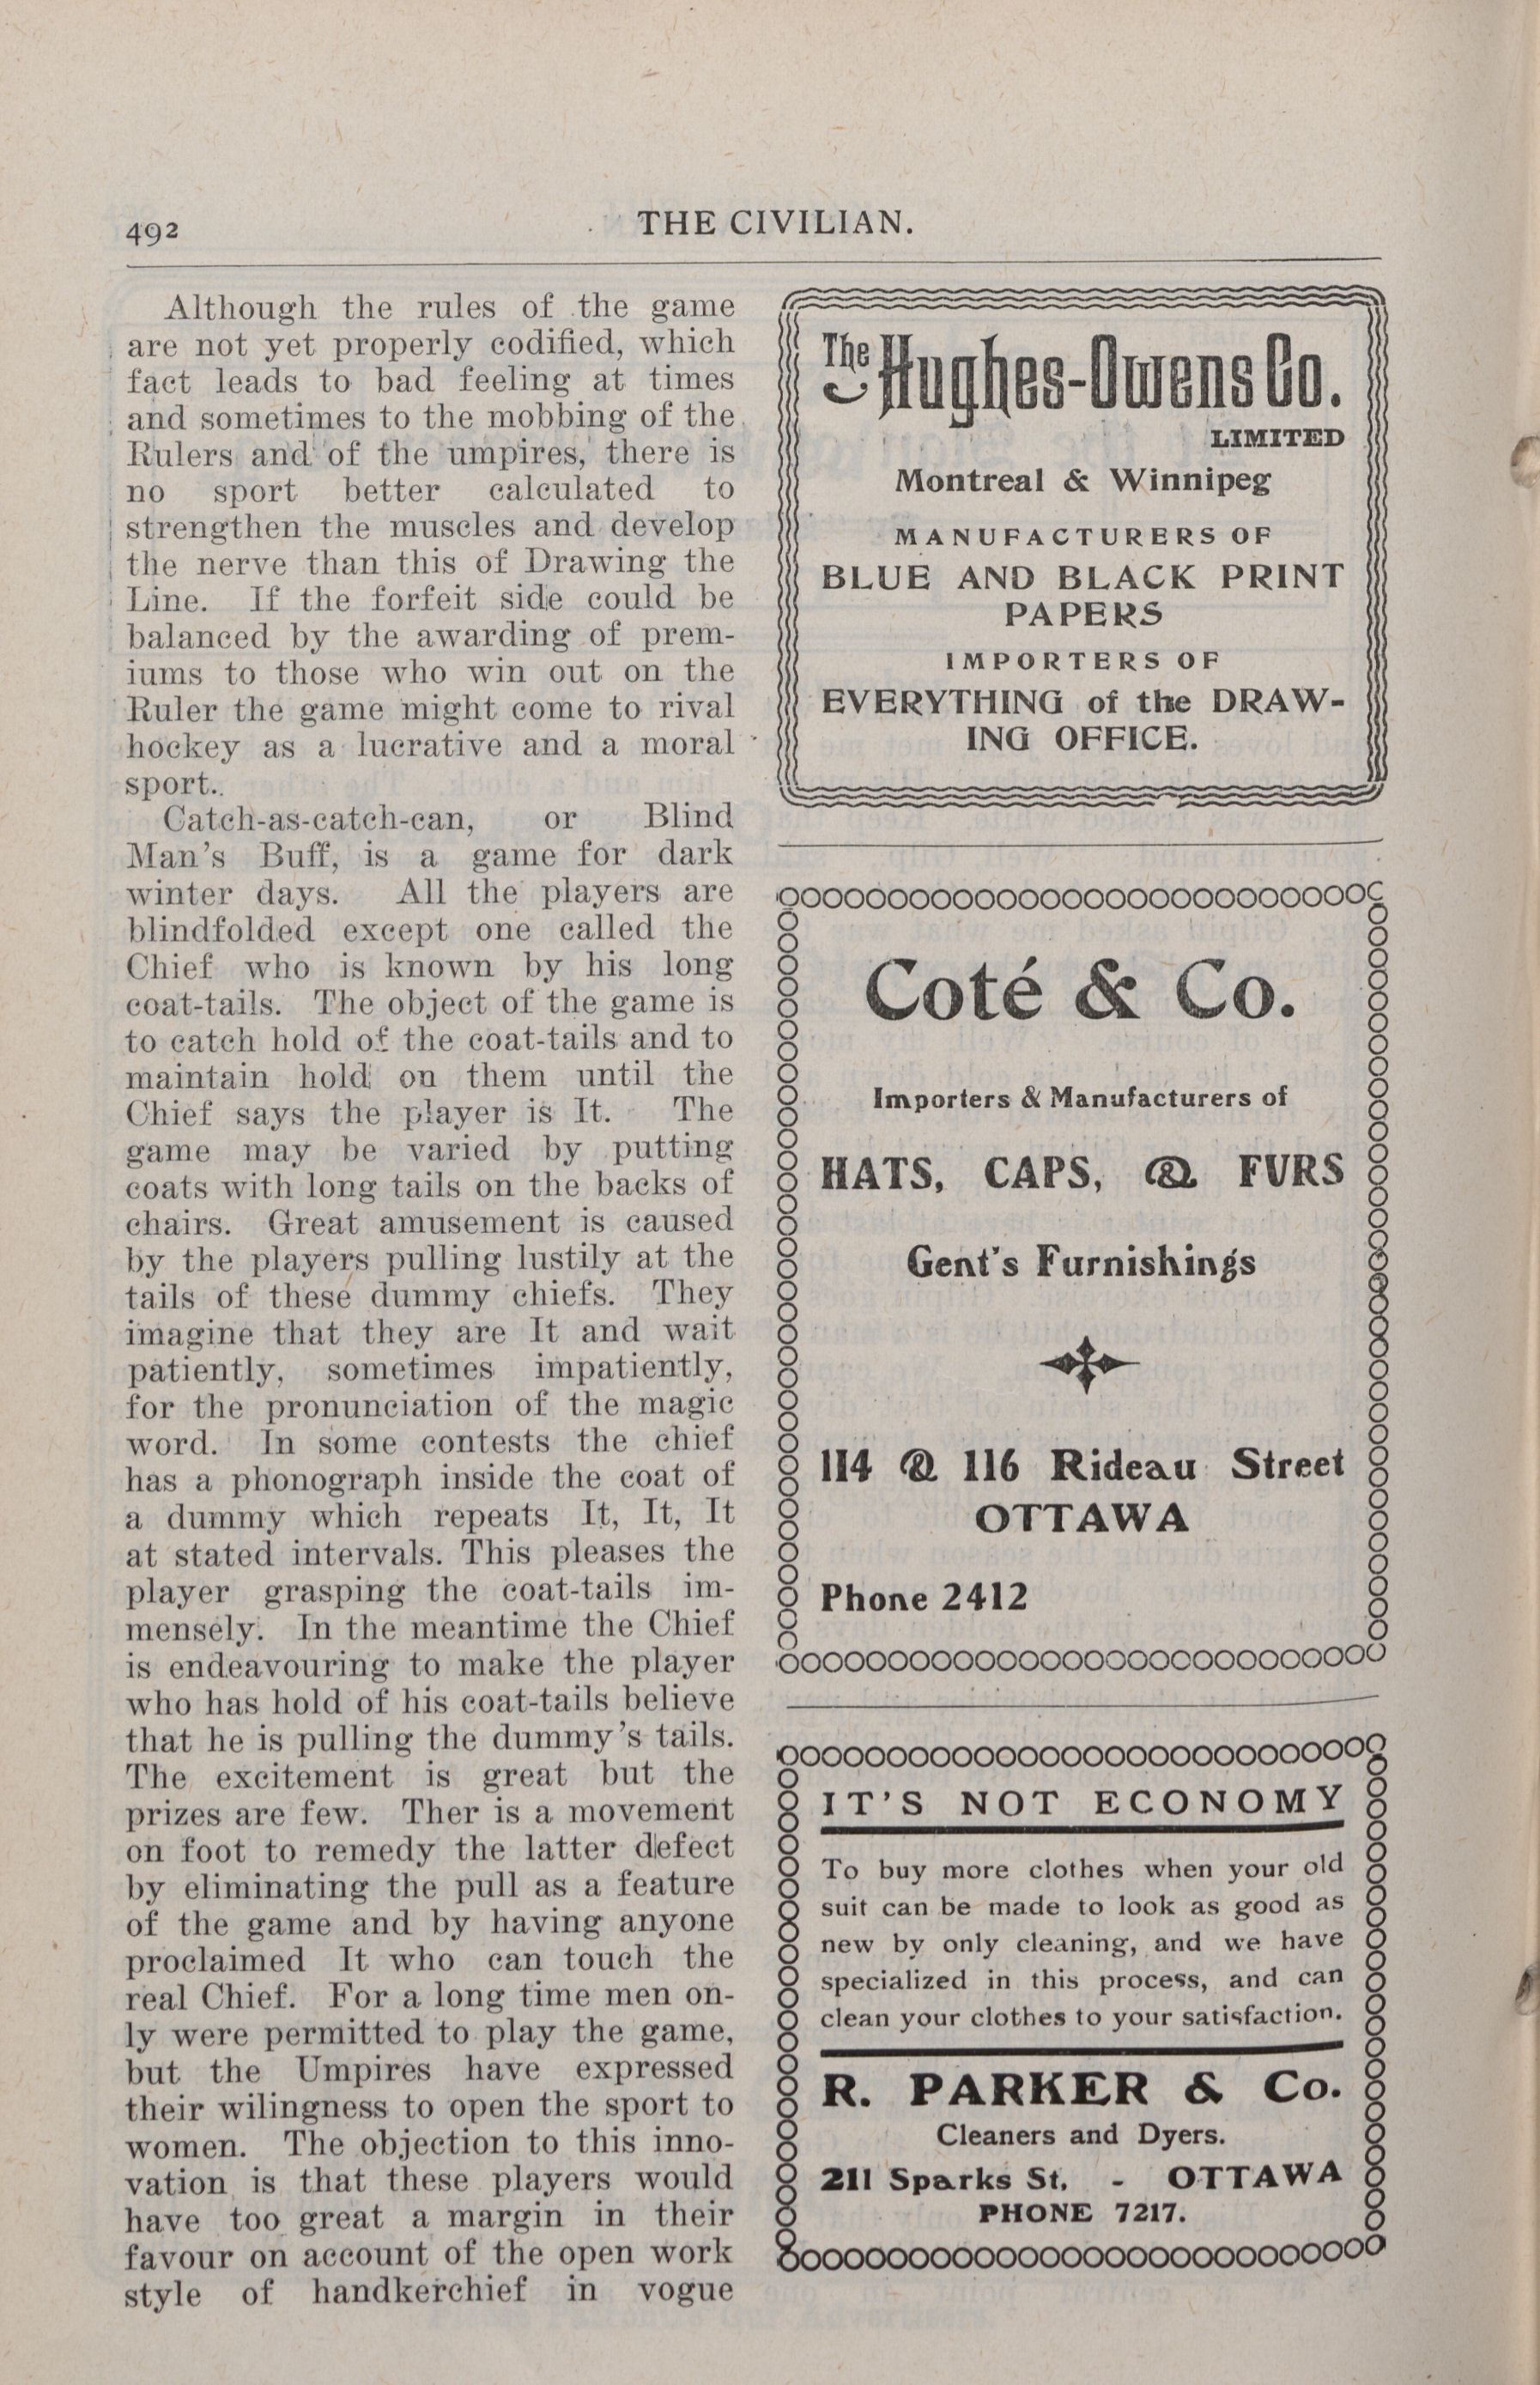 492
THE CIVILIAN.
Although the rules of the game
are not yet properly codified, which
fact leads to bad feeling at times
and sometimes to the mobbing of the
Rulers and of the umpires, there is
no sport better calculated to
strengthen the muscles and develop
the nerve than this of Drawing the
Line. If the forfeit side could be
balanced by the awarding of prem-
iums to those who win out on the
Ruler the game might come to rival
hockey as a lucrative and a moral
sport..
Catch-as-catch-can, or Blind
Man's Buff, is a game for dark
winter days. All the players are
blindfolded except one called the
Chief who is known by his long
coat-tails. The object of the game is
to catch hold of the coat-tails and to
maintain hold on them until the
Chief says the player is It. The
game may be varied by putting
coats with long tails on the backs of
chairs. Great amusement is caused
by the players pulling lustily at the
tails of these dummy chiefs. They
imagine that they are It and wait
patiently, sometimes impatiently,
for the pronunciation of the magic
word. In some contests the chief
has a phonograph inside the coat of
a dummy which repeats It, It, It
at stated intervals. This pleases the
player grasping the coat-tails im-
mensely. In the meantime the Chief
is endeavouring to make the player
who has hold of his coat-tails believe
that he is pulling the dummy's tails.
The excitement is great but the
prizes are few. Ther is a movement
on foot to remedy the latter defect
by eliminating the pull as a feature
of the game and by having anyone
proclaimed It who can touch the
real Chief. For a long time men on-
ly were permitted to play the game,
but the Umpires have expressed
their wilingness to open the sport to
women. The objection to this inno-
vation is that these players would
have too great a margin in their
favour on account of the open work
style of handkerchief in vogue
The Hughes-Owens Co.
LIMITED
Montreal & Winnipeg
MANUFACTURERS OF
BLUE AND BLACK PRINT
PAPERS
IMPORTERS OF
EVERYTHING of the DRAW-
ING OFFICE.
Coté & Co.
Importers & Manufacturers of
HATS, CAPS, & FURS
Gent's Furnishings
114 & 116 Rideau Street
OTTAWA
Phone 2412
IT'S NOT ECONOMY
To buy more clothes when your old
suit can be made to look as good as
new by only cleaning, and we have
specialized in this process, and can
clean your clothes to your satisfaction.
R. PARKER & Co.
Cleaners and Dyers.
211 Sparks St. - OTTAWA
PHONE 7217.